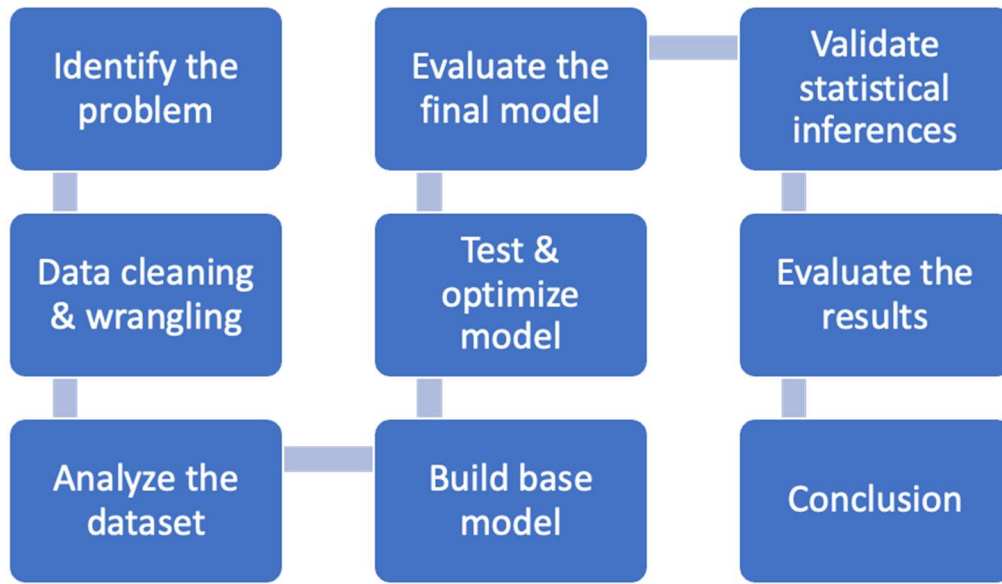 Identify the
problem
Data cleaning
& wrangling
Analyze the
dataset
Build base
model
Test &
optimize
model
Evaluate the
final model
Validate
statistical
inferences
Evaluate the
results
Conclusion